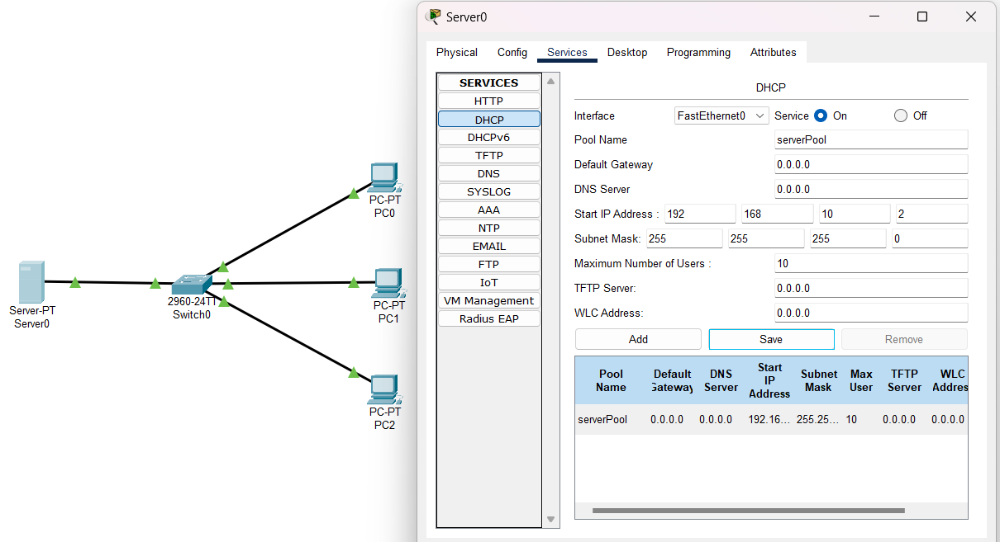 Server0
Physical Config Services Desktop Programming Attributes
SERVICES
HTTP
DHCP
DHCPv6
TFTP
DNS
SYSLOG
AAA
NTP
EMAIL
FTP
IoT
VM Management
Radius EAP
DHCP
Interface FastEthernet0 Service On Off
Pool Name serverPool
Default Gateway 0.0.0.0
DNS Server 0.0.0.0
Start IP Address : 192 168 10 2
Subnet Mask: 255 255 255 0
Maximum Number of Users : 10
TFTP Server: 0.0.0.0
WLC Address: 0.0.0.0
Add Save Remove
Pool Name Default Gateway DNS Server Start IP Address Subnet Mask Max User TFTP Server WLC Addres
serverPool 0.0.0.0 0.0.0.0 192.16... 255.25... 10 0.0.0.0 0.0.0.0
PC-PT
PC0
PC-PT
PC1
PC-PT
PC2
2960-24TT
Switch0
Server-PT
Server0